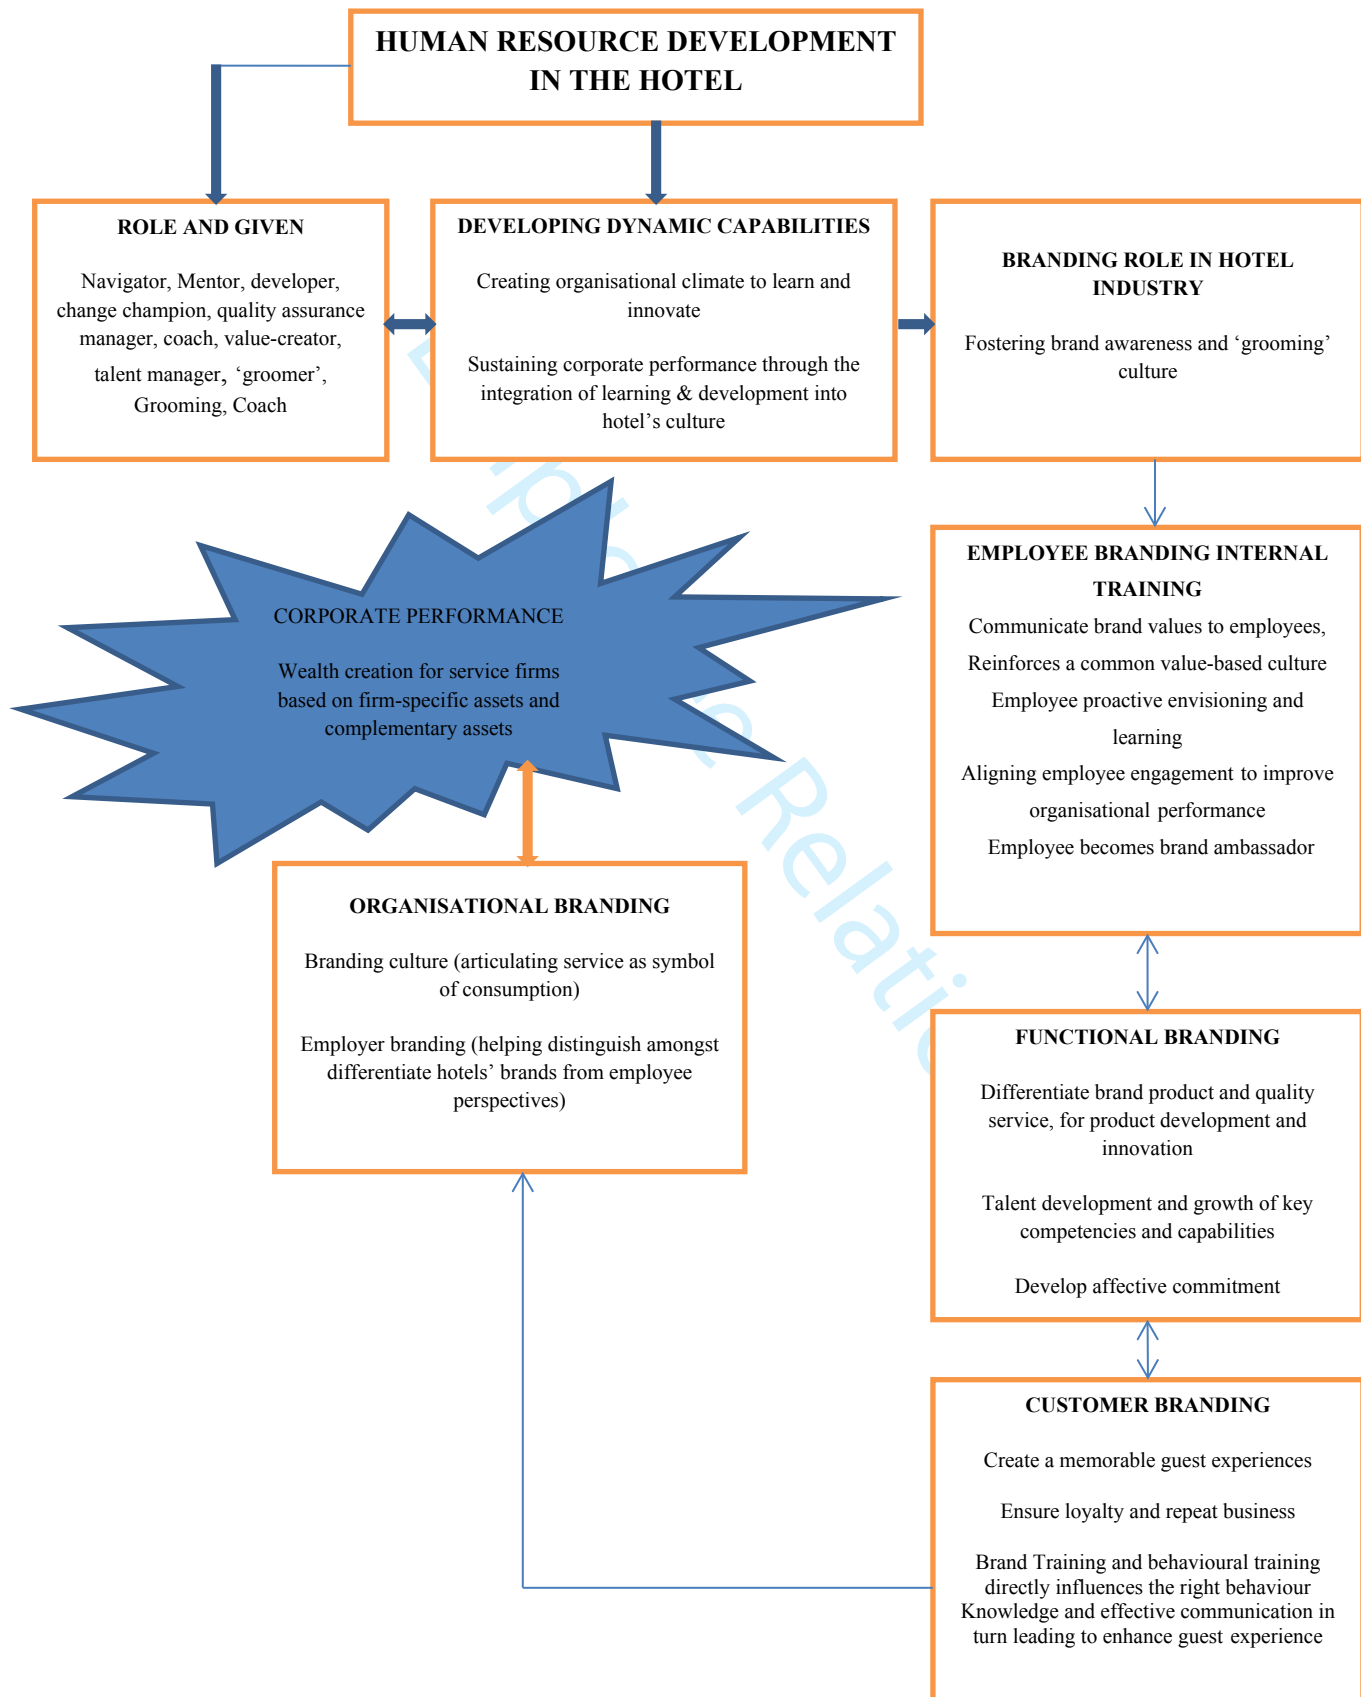 HUMAN RESOURCE DEVELOPMENT
IN THE HOTEL
ROLE AND GIVEN
Navigator, Mentor, developer,
change champion, quality assurance
manager, coach, value-creator,
talent manager, ‘groomer’,
Grooming, Coach
DEVELOPING DYNAMIC CAPABILITIES
Creating organisational climate to learn and
innovate
Sustaining corporate performance through the
integration of learning & development into
hotel’s culture
BRANDING ROLE IN HOTEL
INDUSTRY
Fostering brand awareness and ‘grooming’
culture
EMPLOYEE BRANDING INTERNAL
TRAINING
Communicate brand values to employees,
Reinforces a common value-based culture
Employee proactive envisioning and
learning
Aligning employee engagement to improve
organisational performance
Employee becomes brand ambassador
CORPORATE PERFORMANCE
Wealth creation for service firms
based on firm-specific assets and
complementary assets
ORGANISATIONAL BRANDING
Branding culture (articulating service as symbol
of consumption)
Employer branding (helping distinguish amongst
differentiate hotels’ brands from employee
perspectives)
FUNCTIONAL BRANDING
Differentiate brand product and quality
service, for product development and
innovation
Talent development and growth of key
competencies and capabilities
Develop affective commitment
CUSTOMER BRANDING
Create a memorable guest experiences
Ensure loyalty and repeat business
Brand Training and behavioural training
directly influences the right behaviour
Knowledge and effective communication in
turn leading to enhance guest experience